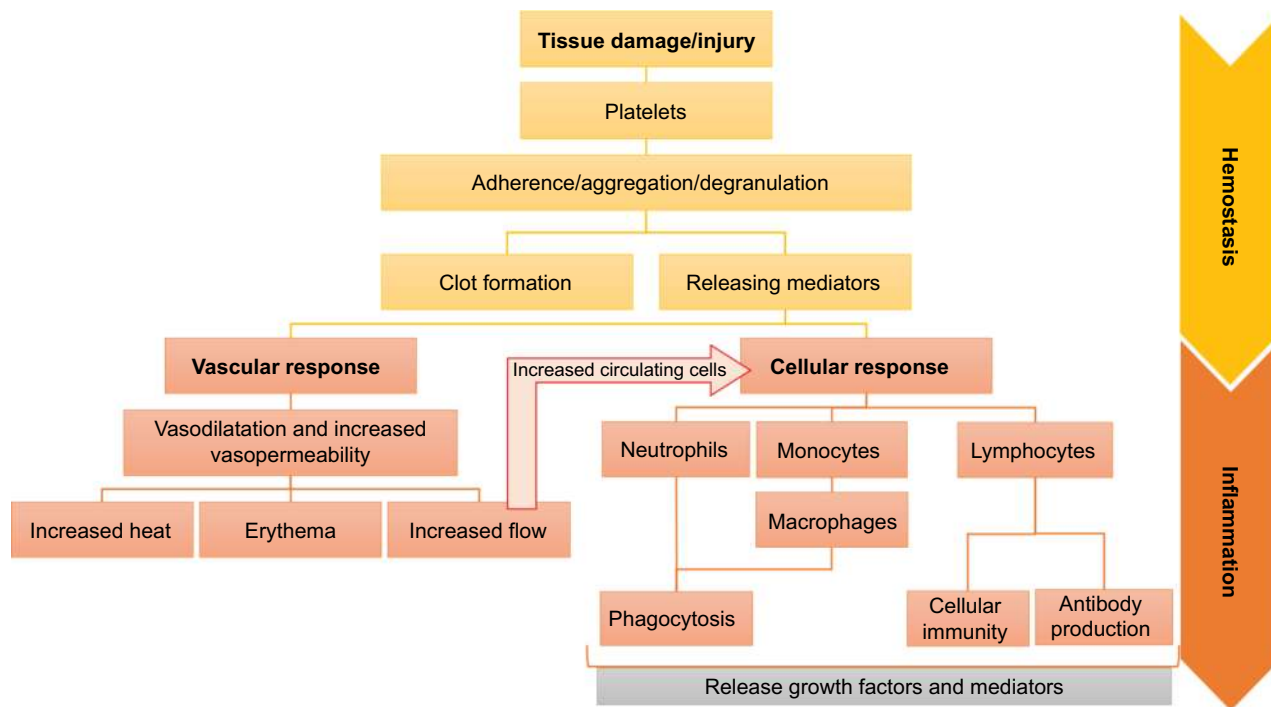 Tissue damage/injury
Platelets
Adherence/aggregation/degranulation
Clot formation
Releasing mediators
Hemostasis
Vascular response
Increased circulating cells
Cellular response
Vasodilatation and increased
vasopermeability
Neutrophils
Monocytes
Lymphocytes
Increased heat
Erythema
Increased flow
Macrophages
Inflammation
Phagocytosis
Cellular
immunity
Antibody
production
Release growth factors and mediators